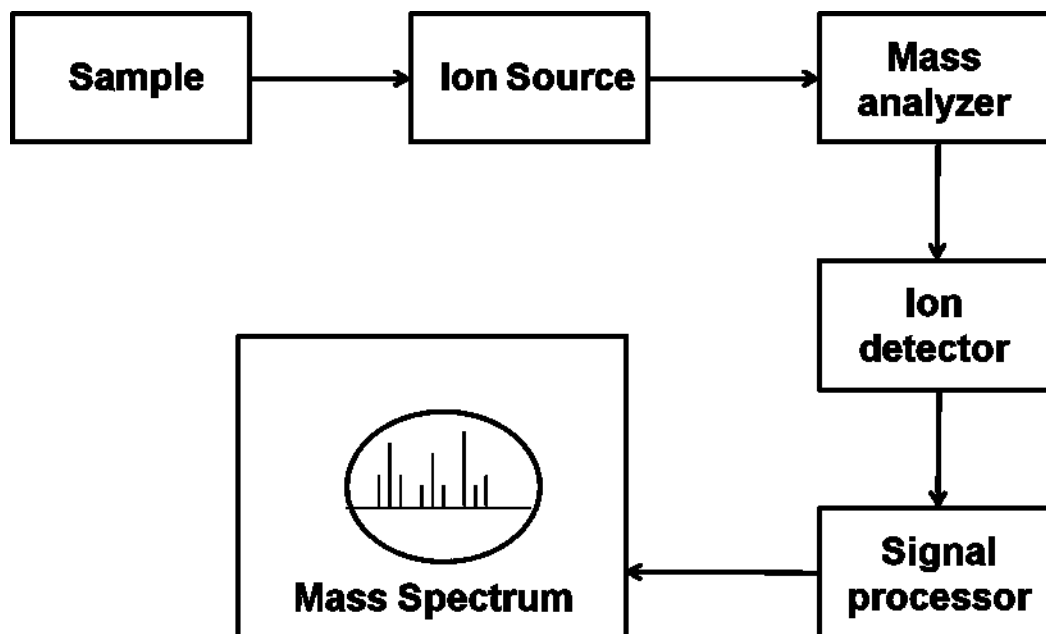 Sample
Ion Source
Mass
analyzer
Ion
detector
Signal
processor
Mass Spectrum